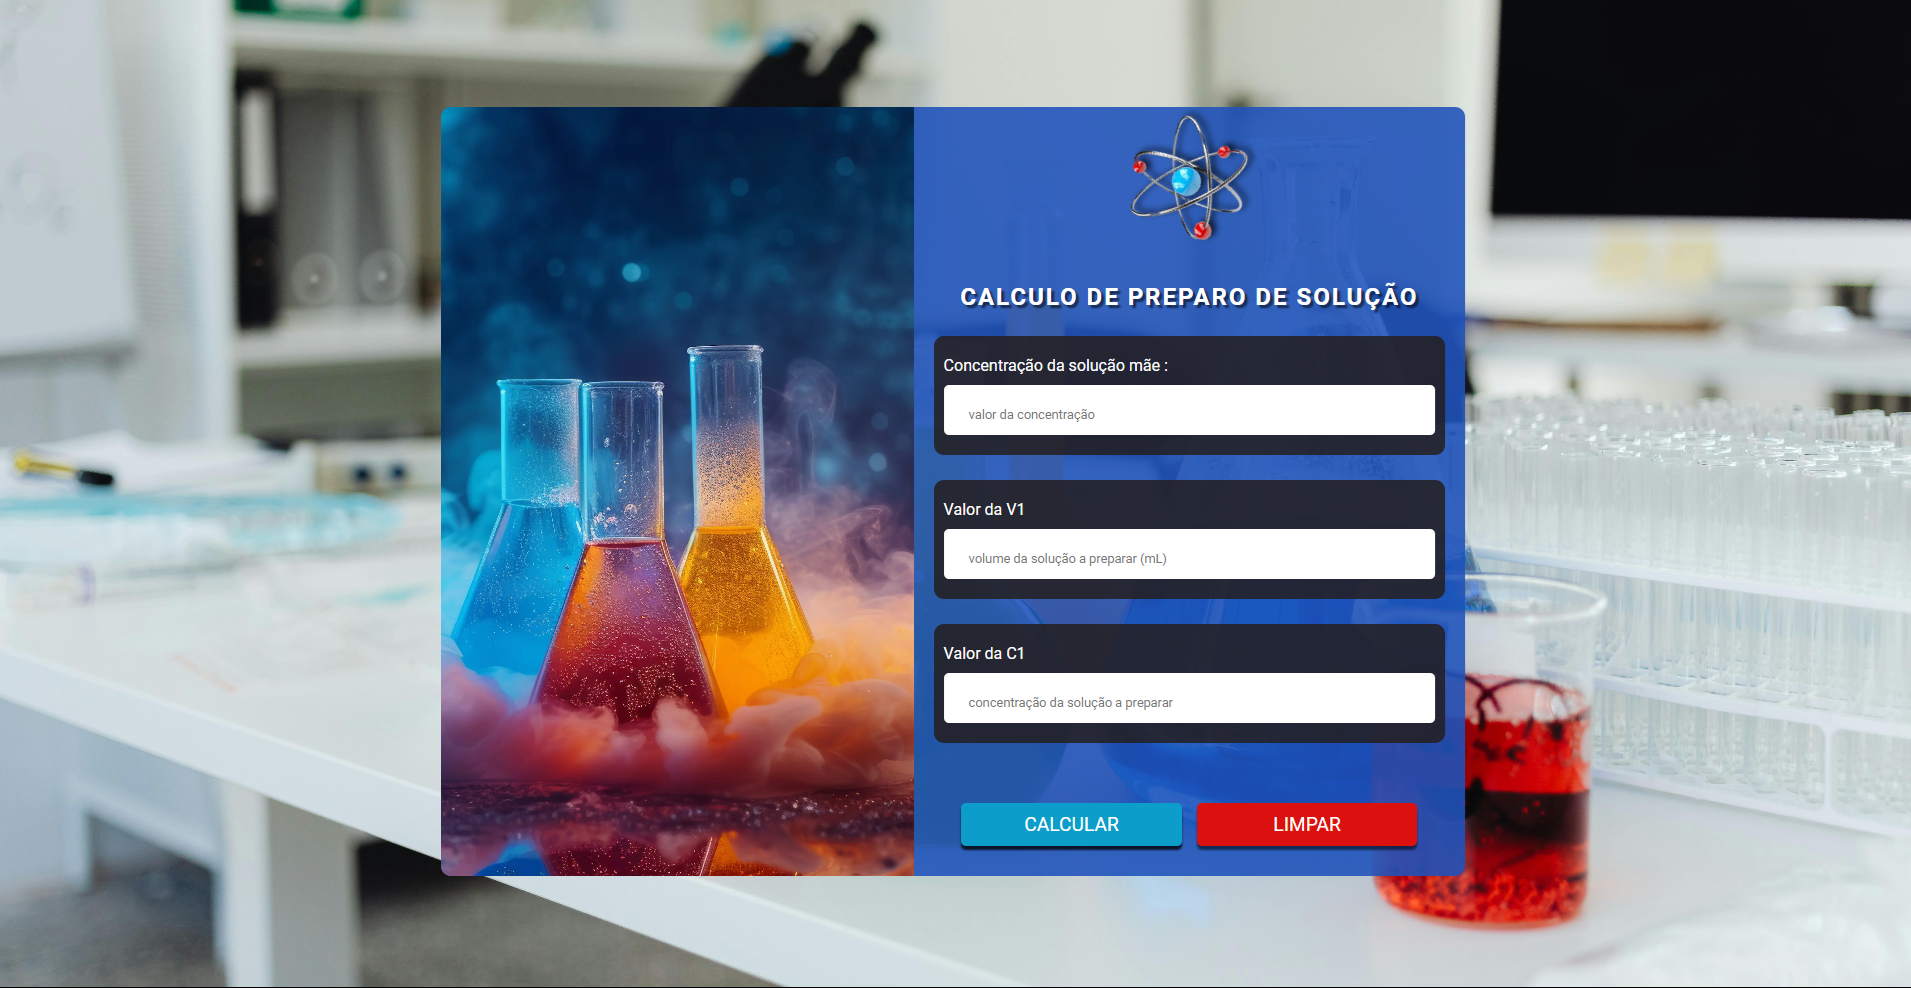 CALCULO DE PREPARO DE SOLUÇÃO
Concentração da solução mãe :
valor da concentração
Valor da V1
volume da solução a preparar (mL)
Valor da C1
concentração da solução a preparar
CALCULAR
LIMPAR